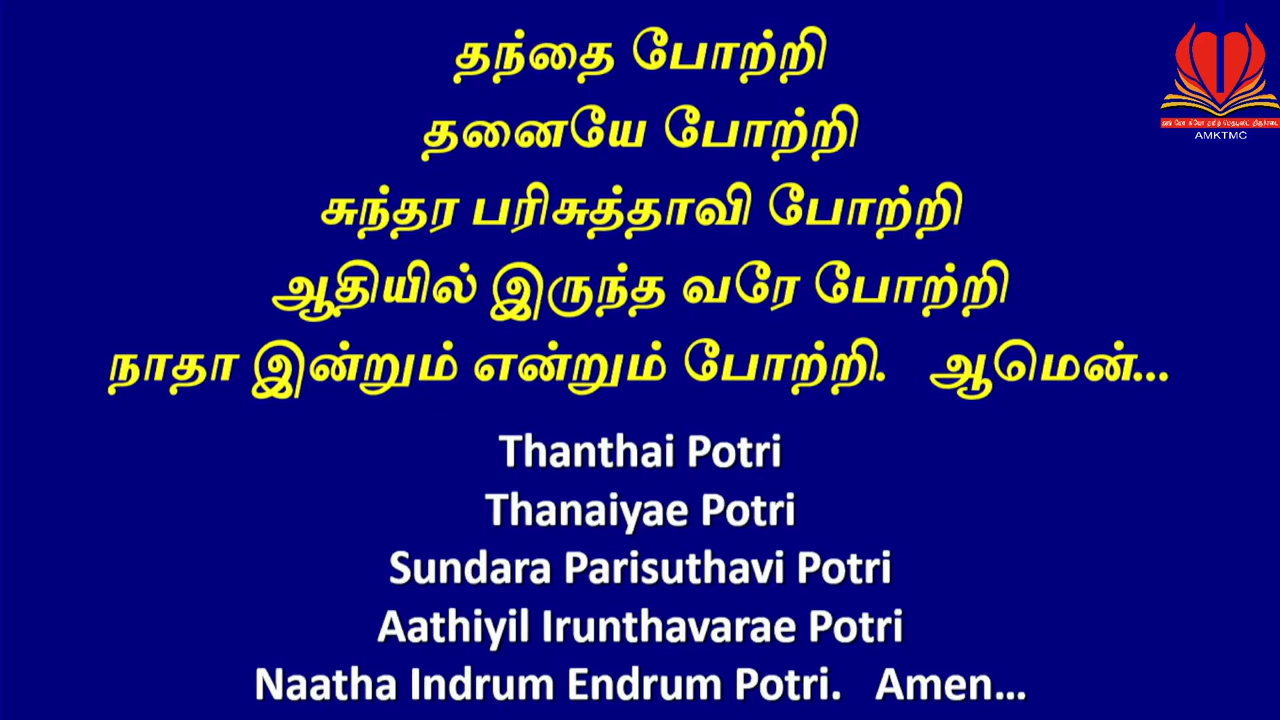 தந்தை போற்றி
தனையே போற்றி
சுந்தர பரிசுத்தாவி போற்றி
ஆதியில் இருந்த வரே போற்றி
நாதா இன்றும் என்றும் போற்றி. ஆமென்...
Thanthai Potri
Thanaiyae Potri
Sundara Parisuthavi Potri
Aathiyil Irunthavarae Potri
Naatha Indrum Endrum Potri. Amen...
AMKTMC